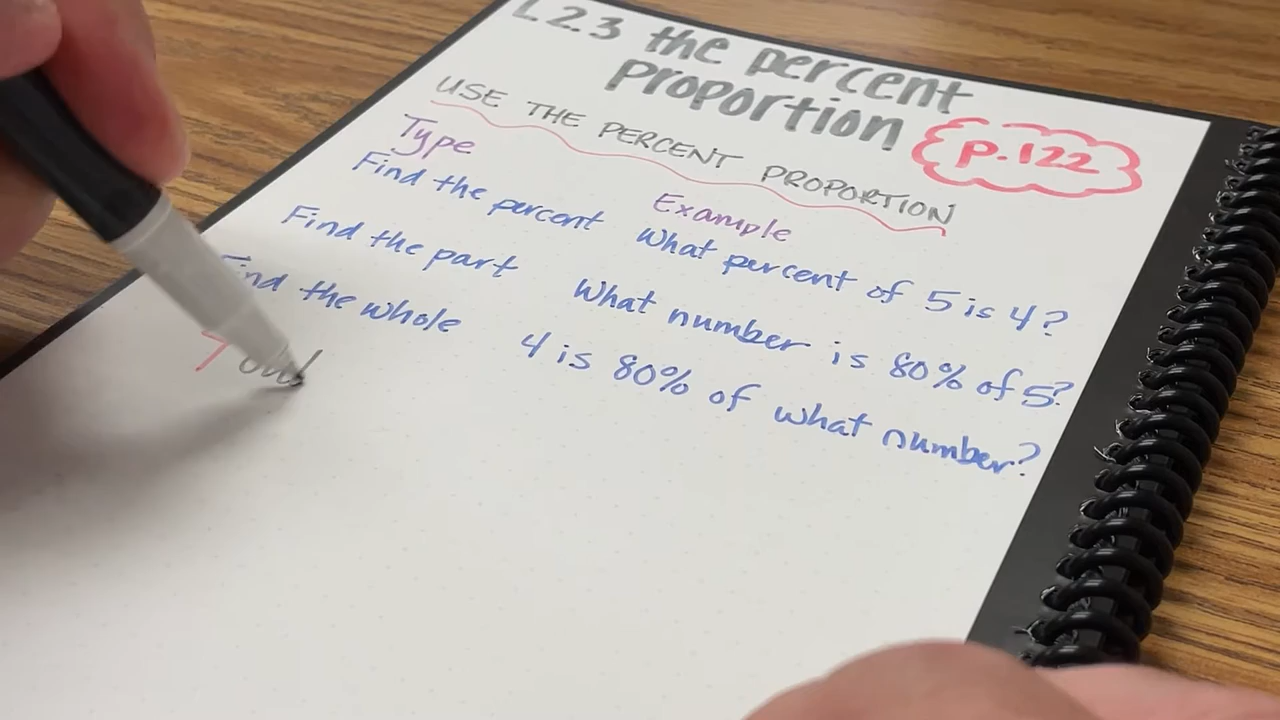 L.2.3 the percent
proportion
p.122
USE THE PERCENT PROPORTION
Type Example
Find the percent What percent of 5 is 4?
Find the part What number is 80% of 5?
Find the whole 4 is 80% of what number?